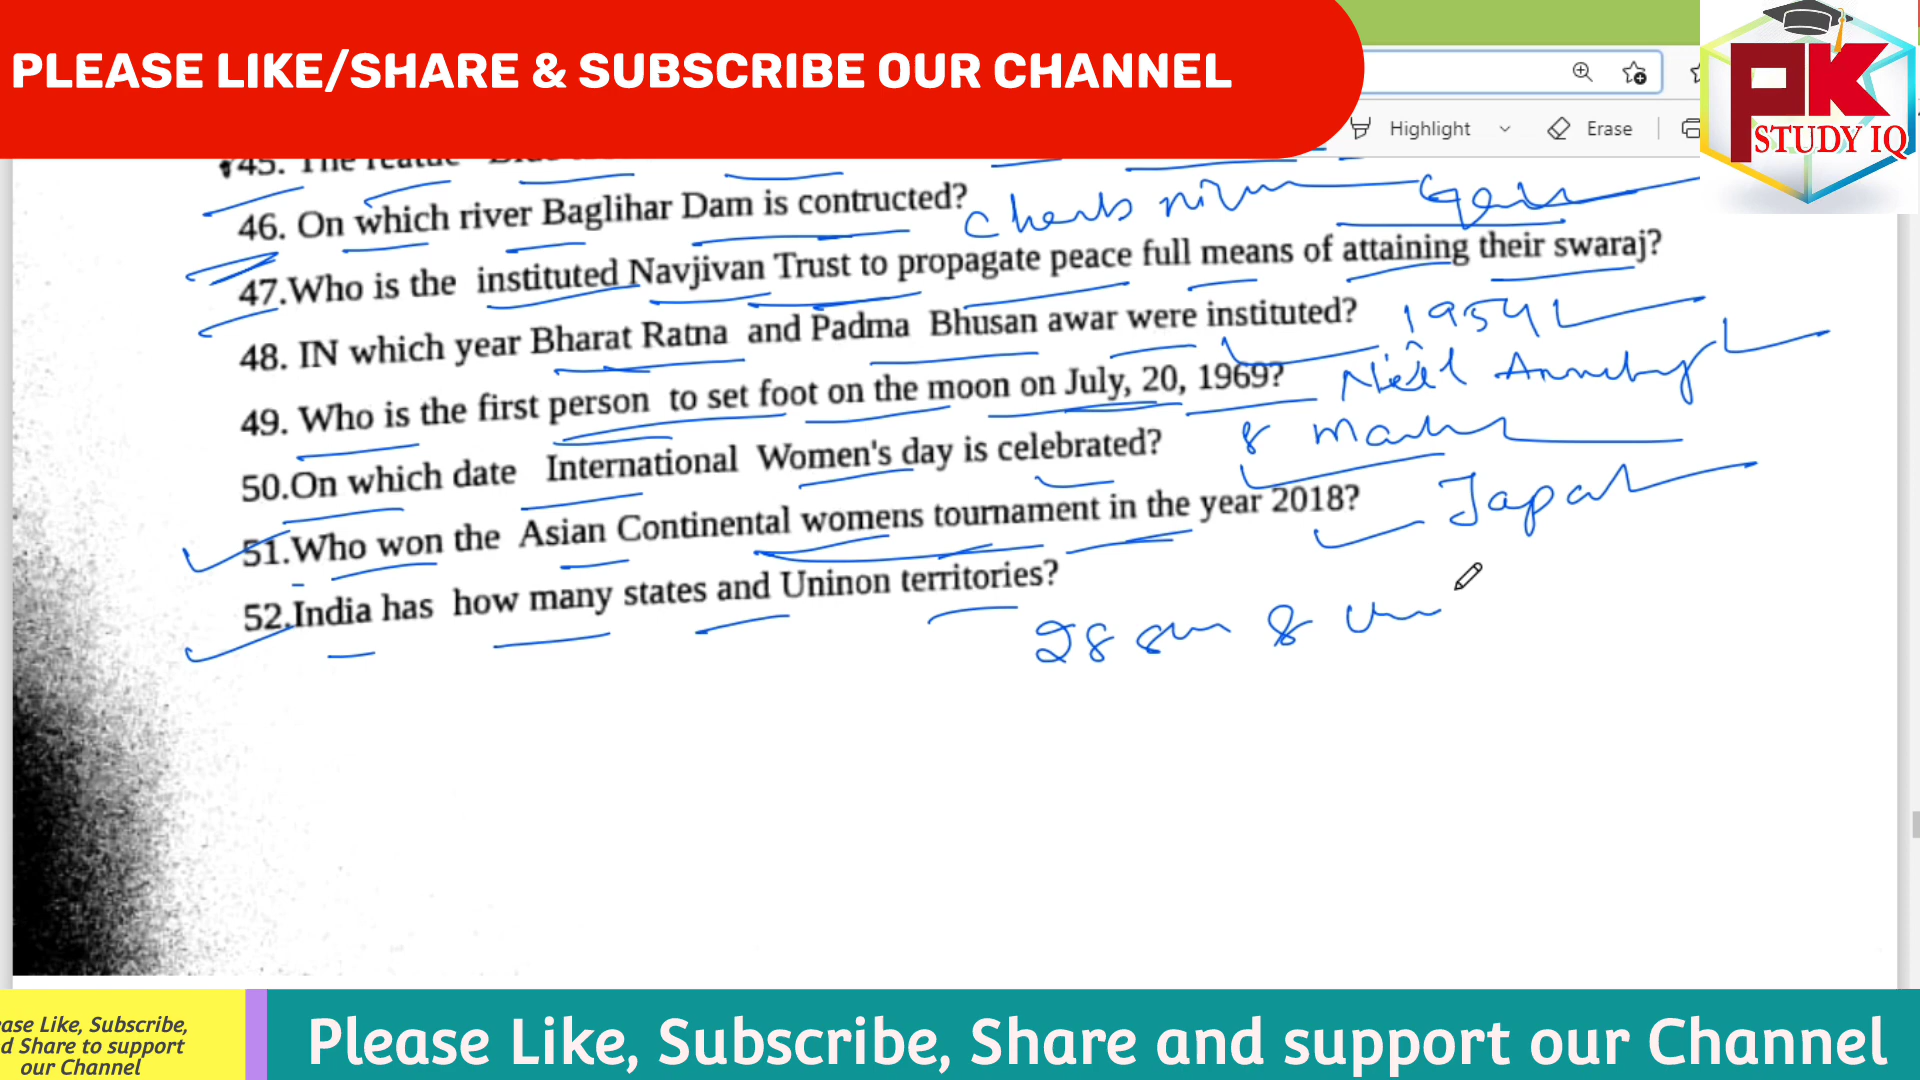 PLEASE LIKE/SHARE & SUBSCRIBE OUR CHANNEL
PK
STUDY IQ
Highlight
Erase
45. The
46. On which river Baglihar Dam is contructed?
47.Who is the instituted Navjivan Trust to propagate peace full means of attaining their swaraj?
48. IN which year Bharat Ratna and Padma Bhusan awar were instituted? 1954
49. Who is the first person to set foot on the moon on July, 20, 1969?
50.On which date International Women's day is celebrated? 8
51.Who won the Asian Continental womens tournament in the year 2018? Japan
52.India has how many states and Uninon territories?
28 8
ease Like, Subscribe,
d Share to support
our Channel
Please Like, Subscribe, Share and support our Channel